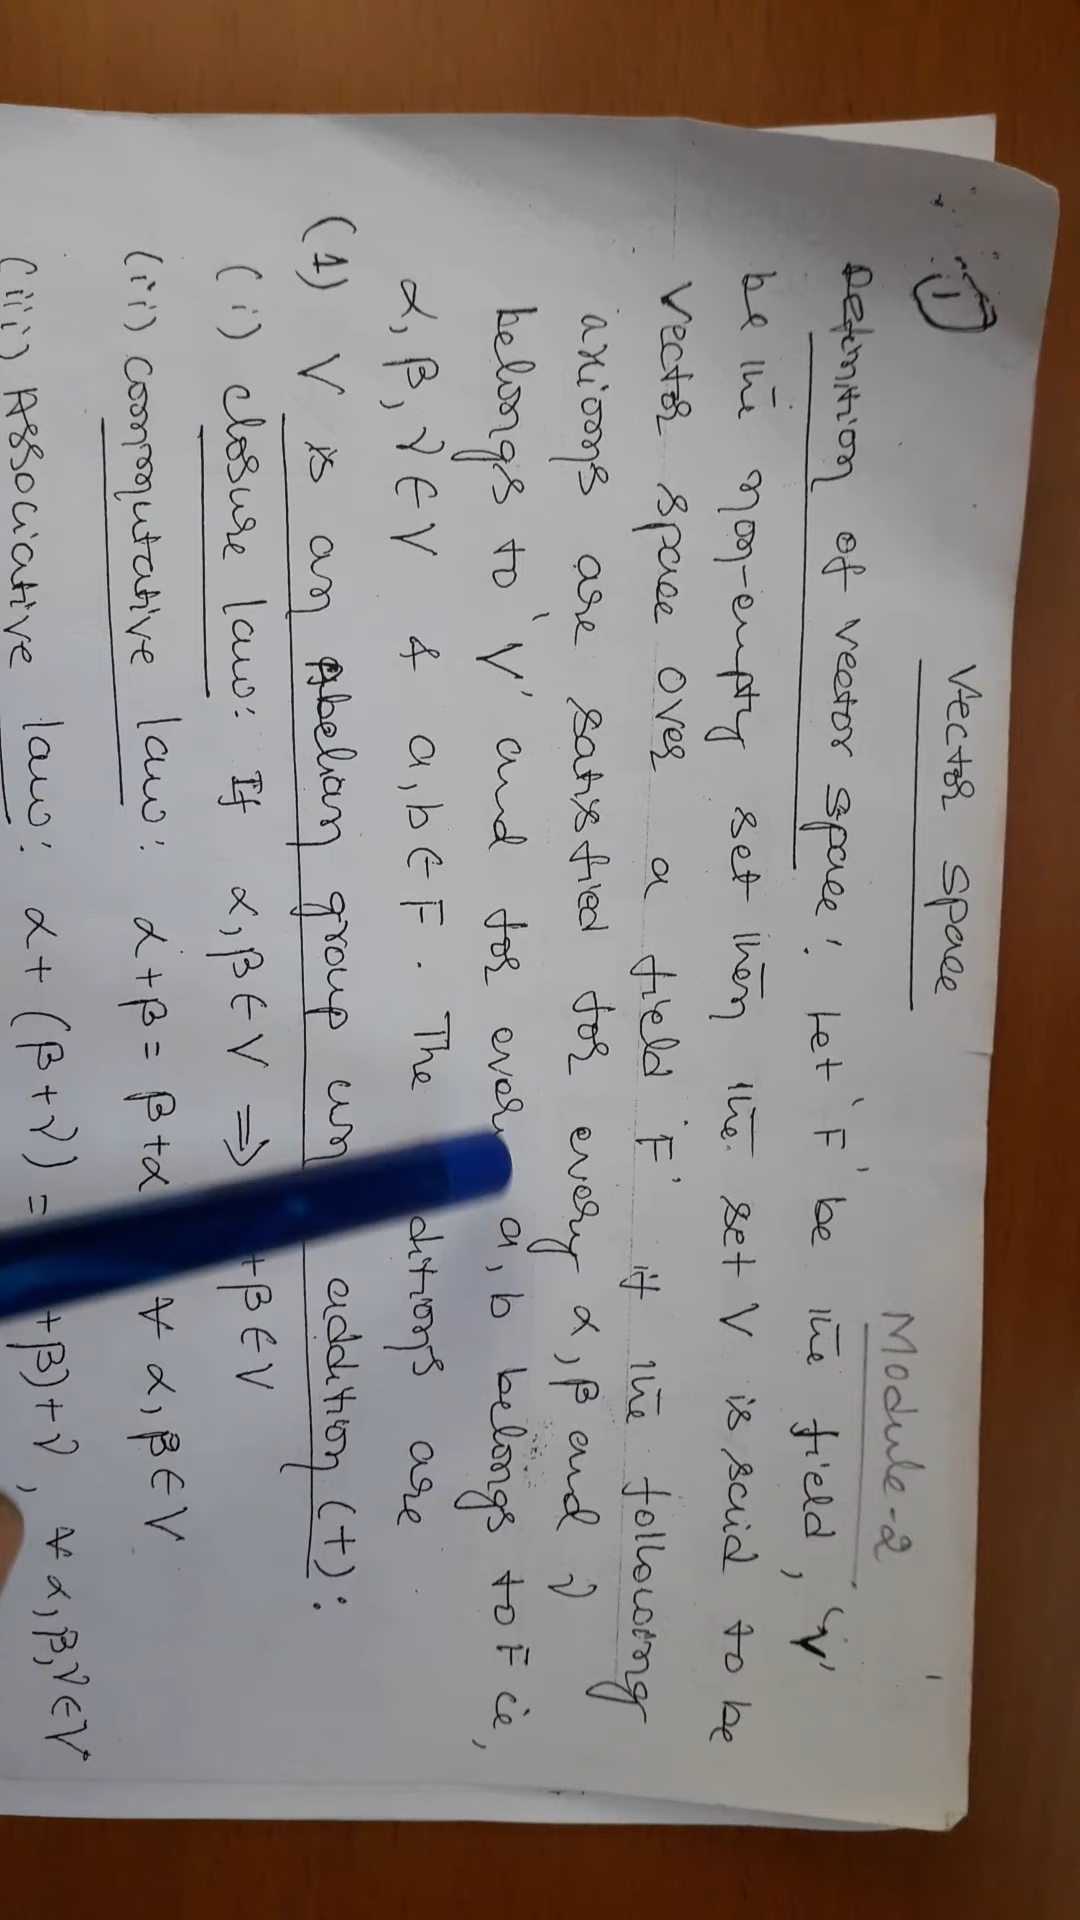 Module-2
Vector Space
①
Definition of vector space: Let 'F' be the field, 'V'
be the non-empty set then the set V is said to be
vector space over a field 'F' if the following
axioms are satisfied for every α, β and γ
belongs to 'V' and for every a, b belongs to F ie,
α, β, γ ∈ V & a, b ∈ F. The ditions are
(1) V is an Abelian group un addition (+):
(i) closure law: If α, β ∈ V ⇒ +β ∈ V
(ii) commutative law: α+β = β+α ∀ α, β ∈ V
(iii) Associative law: α+(β+γ) = +β)+γ, ∀ α, β, γ ∈ V